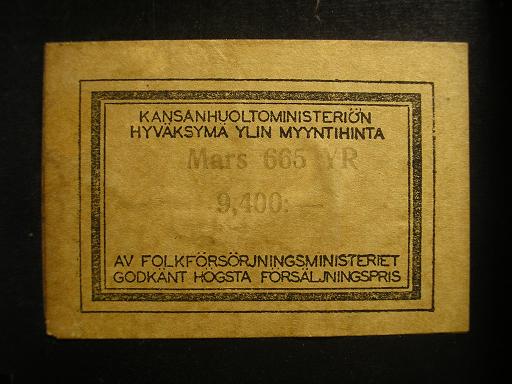 KANSANHUOLTOMINISTERIÖN
HYVÄKSYMÄ YLIN MYYNTIHINTA
Mars 665 YR
9,400:—
AV FOLKFÖRSÖRJNINGSMINISTERIET
GODKÄNT HÖGSTA FÖRSÄLJNINGSPRIS